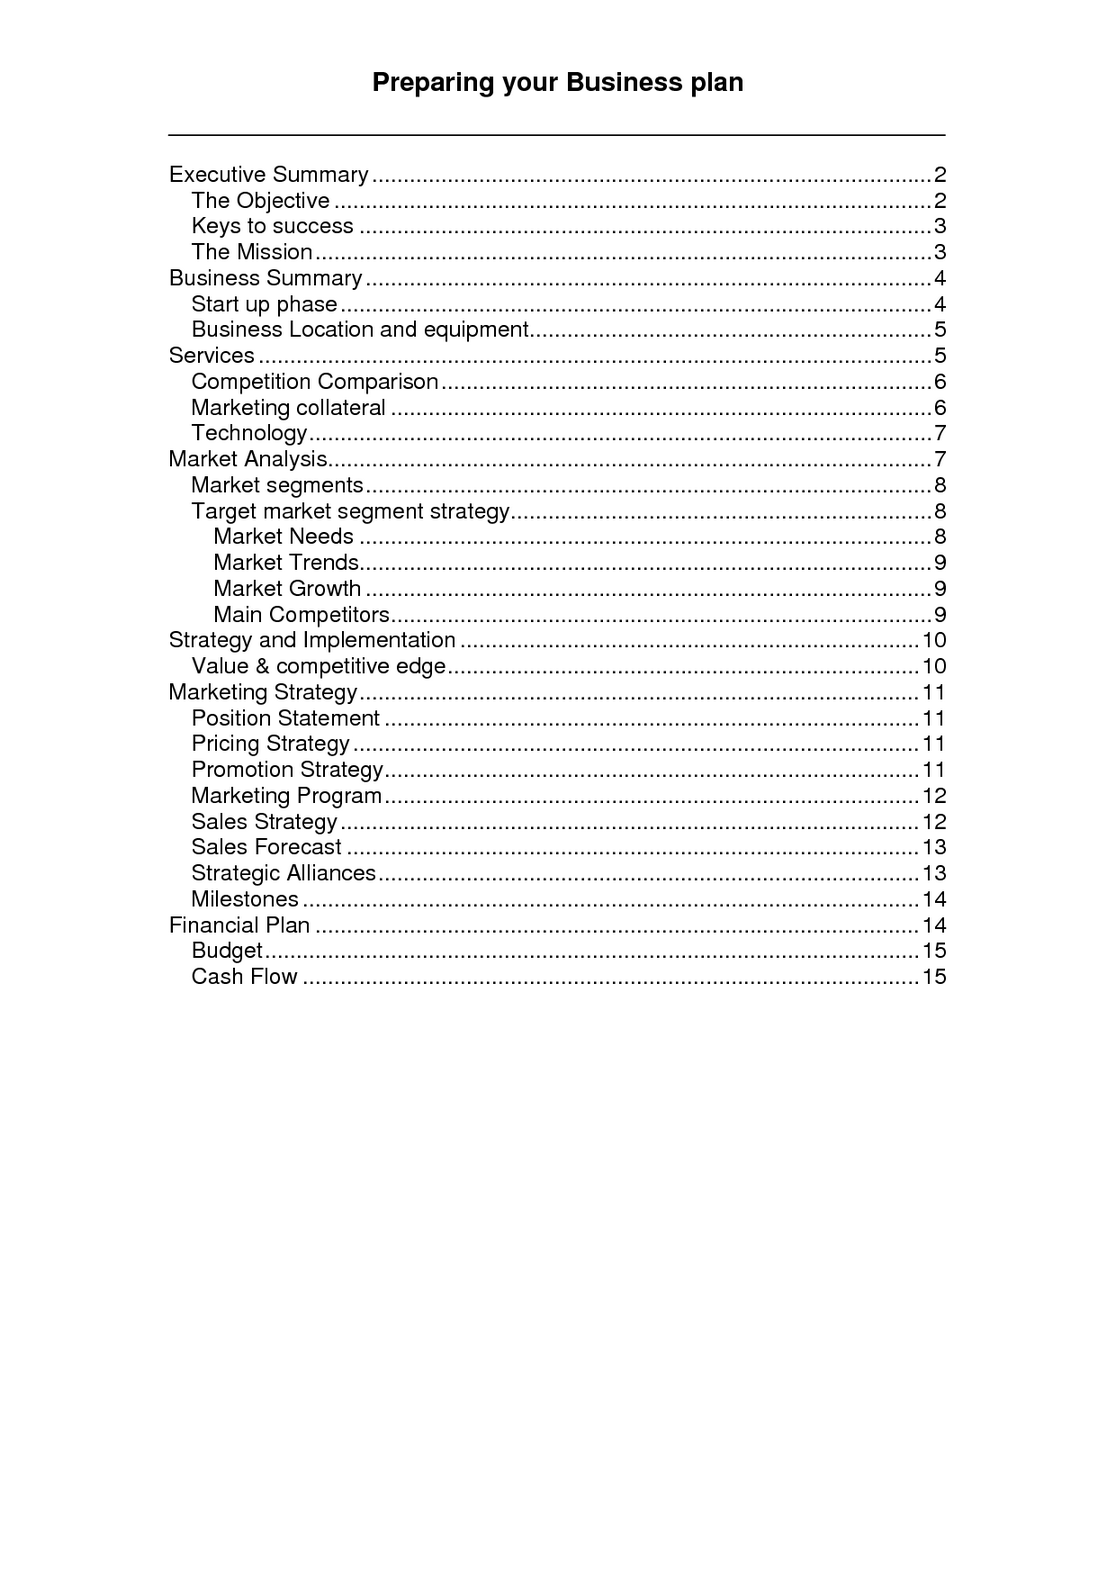 Preparing your Business plan
Executive Summary..........................................................................................2
The Objective................................................................................................2
Keys to success............................................................................................3
The Mission...................................................................................................3
Business Summary...........................................................................................4
Start up phase...............................................................................................4
Business Location and equipment................................................................5
Services............................................................................................................5
Competition Comparison...............................................................................6
Marketing collateral.......................................................................................6
Technology....................................................................................................7
Market Analysis.................................................................................................7
Market segments...........................................................................................8
Target market segment strategy...................................................................8
Market Needs............................................................................................8
Market Trends...........................................................................................9
Market Growth...........................................................................................9
Main Competitors......................................................................................9
Strategy and Implementation..........................................................................10
Value & competitive edge............................................................................10
Marketing Strategy..........................................................................................11
Position Statement......................................................................................11
Pricing Strategy...........................................................................................11
Promotion Strategy......................................................................................11
Marketing Program......................................................................................12
Sales Strategy.............................................................................................12
Sales Forecast............................................................................................13
Strategic Alliances.......................................................................................13
Milestones...................................................................................................14
Financial Plan.................................................................................................14
Budget.........................................................................................................15
Cash Flow...................................................................................................15